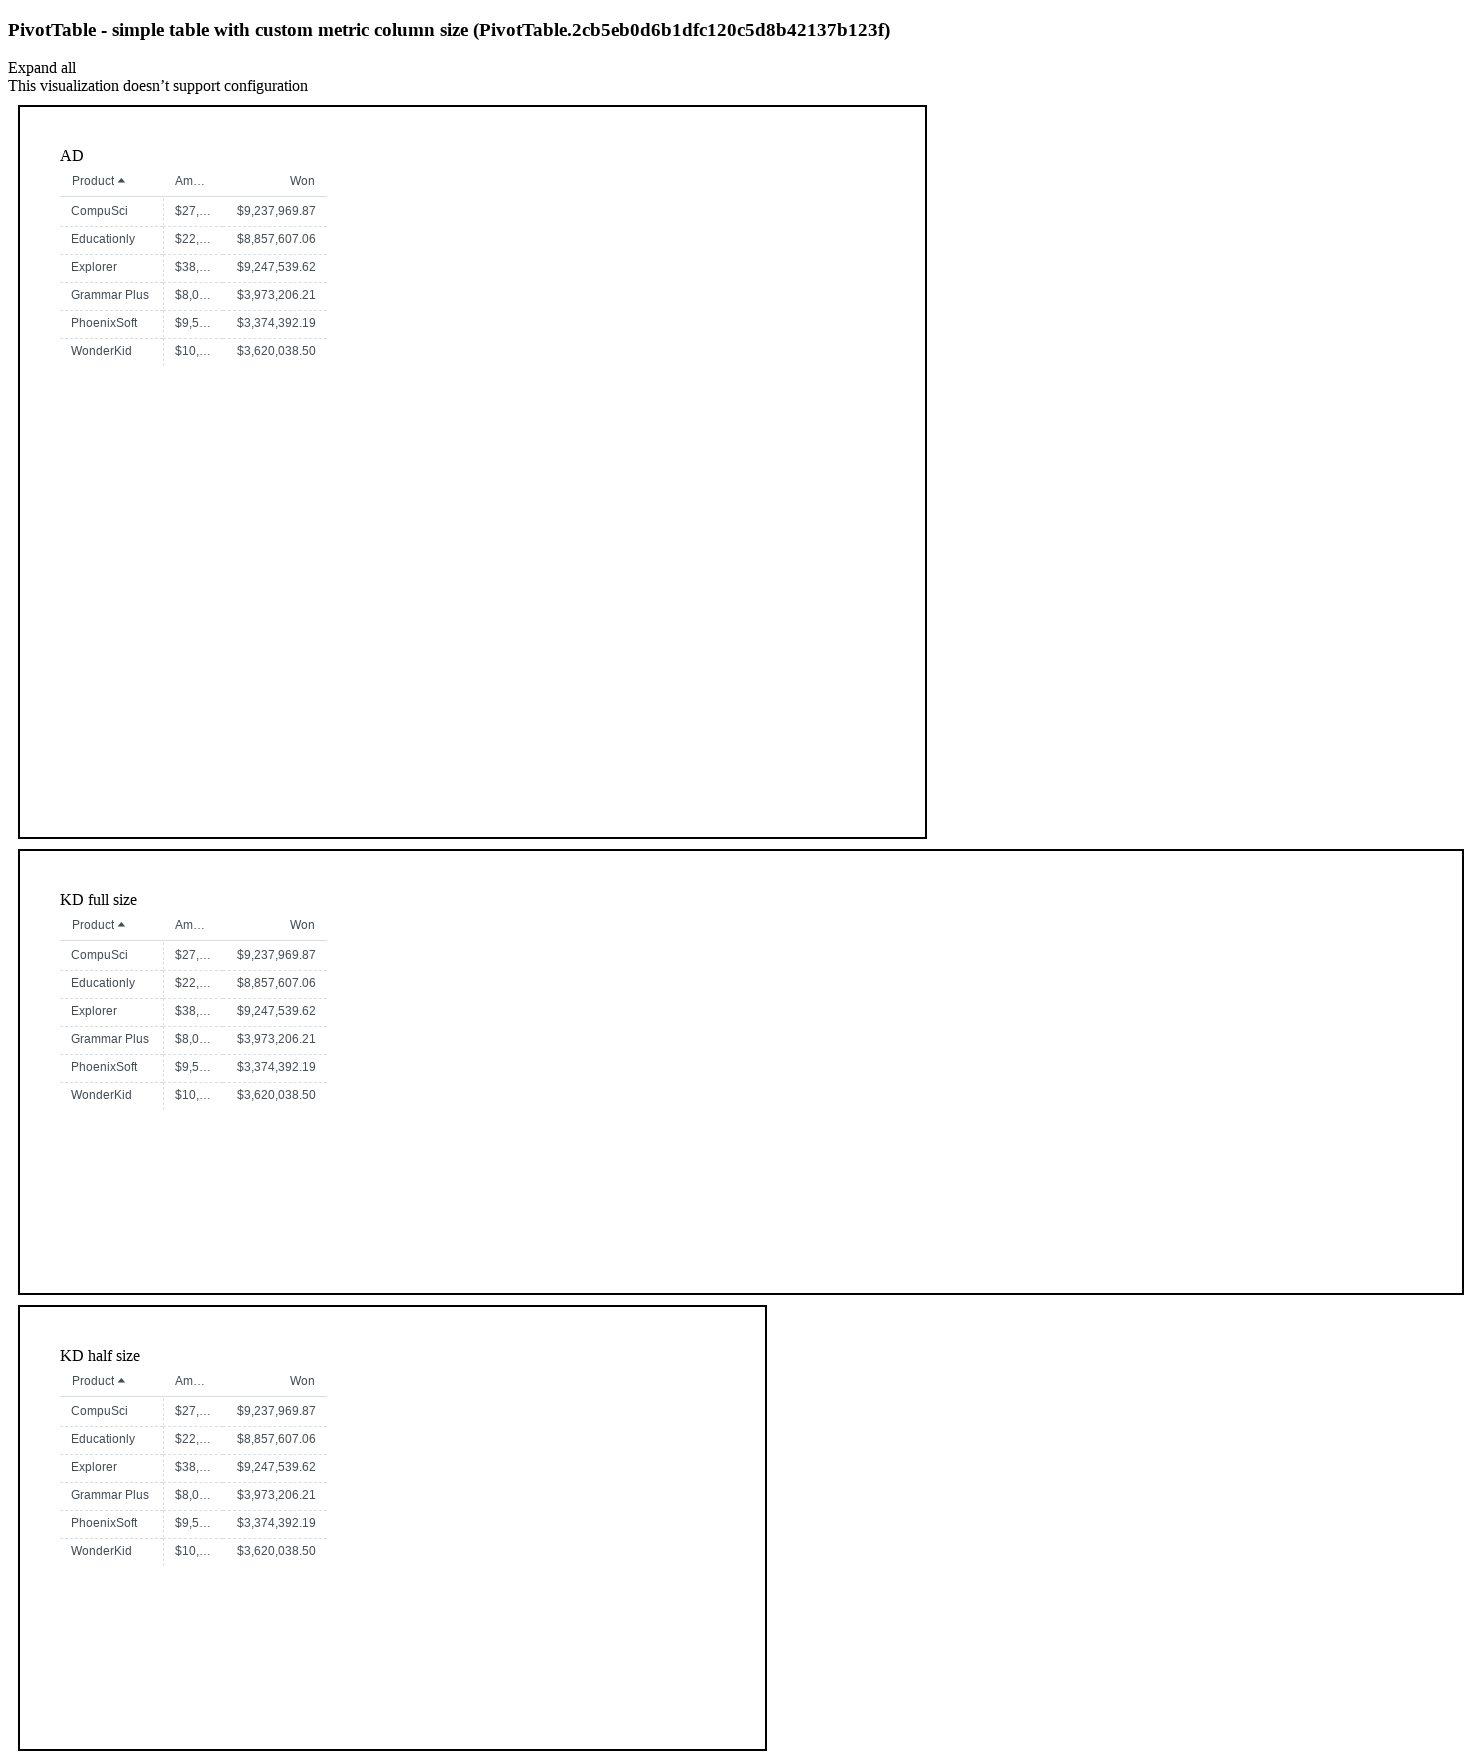 PivotTable - simple table with custom metric column size (PivotTable.2cb5eb0d6b1dfc120c5d8b42137b123f)
Expand all
This visualization doesn’t support configuration
AD
Product Am… Won
CompuSci $27,… $9,237,969.87
Educationly $22,… $8,857,607.06
Explorer $38,… $9,247,539.62
Grammar Plus $8,0… $3,973,206.21
PhoenixSoft $9,5… $3,374,392.19
WonderKid $10,… $3,620,038.50
KD full size
Product Am… Won
CompuSci $27,… $9,237,969.87
Educationly $22,… $8,857,607.06
Explorer $38,… $9,247,539.62
Grammar Plus $8,0… $3,973,206.21
PhoenixSoft $9,5… $3,374,392.19
WonderKid $10,… $3,620,038.50
KD half size
Product Am… Won
CompuSci $27,… $9,237,969.87
Educationly $22,… $8,857,607.06
Explorer $38,… $9,247,539.62
Grammar Plus $8,0… $3,973,206.21
PhoenixSoft $9,5… $3,374,392.19
WonderKid $10,… $3,620,038.50